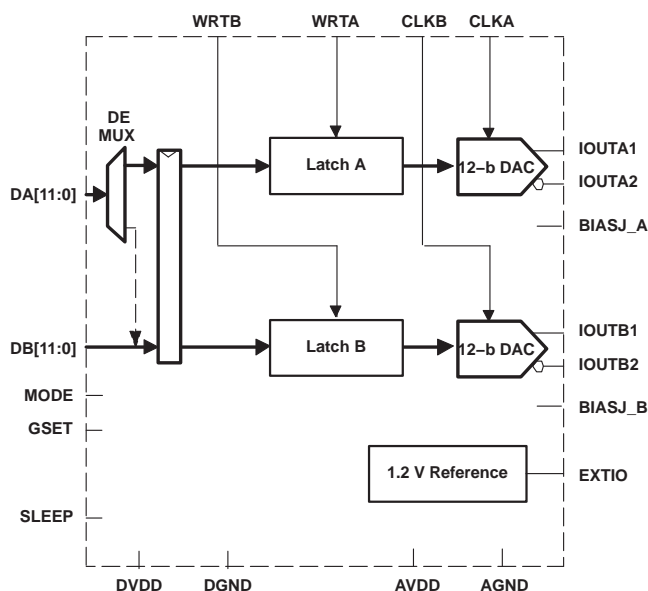 WRTB WRTA CLKB CLKA
DE
MUX
Latch A
12–b DAC
IOUTA1
IOUTA2
DA[11:0]
BIASJ_A
DB[11:0]
Latch B
12–b DAC
IOUTB1
IOUTB2
MODE
BIASJ_B
GSET
1.2 V Reference
EXTIO
SLEEP
DVDD DGND AVDD AGND